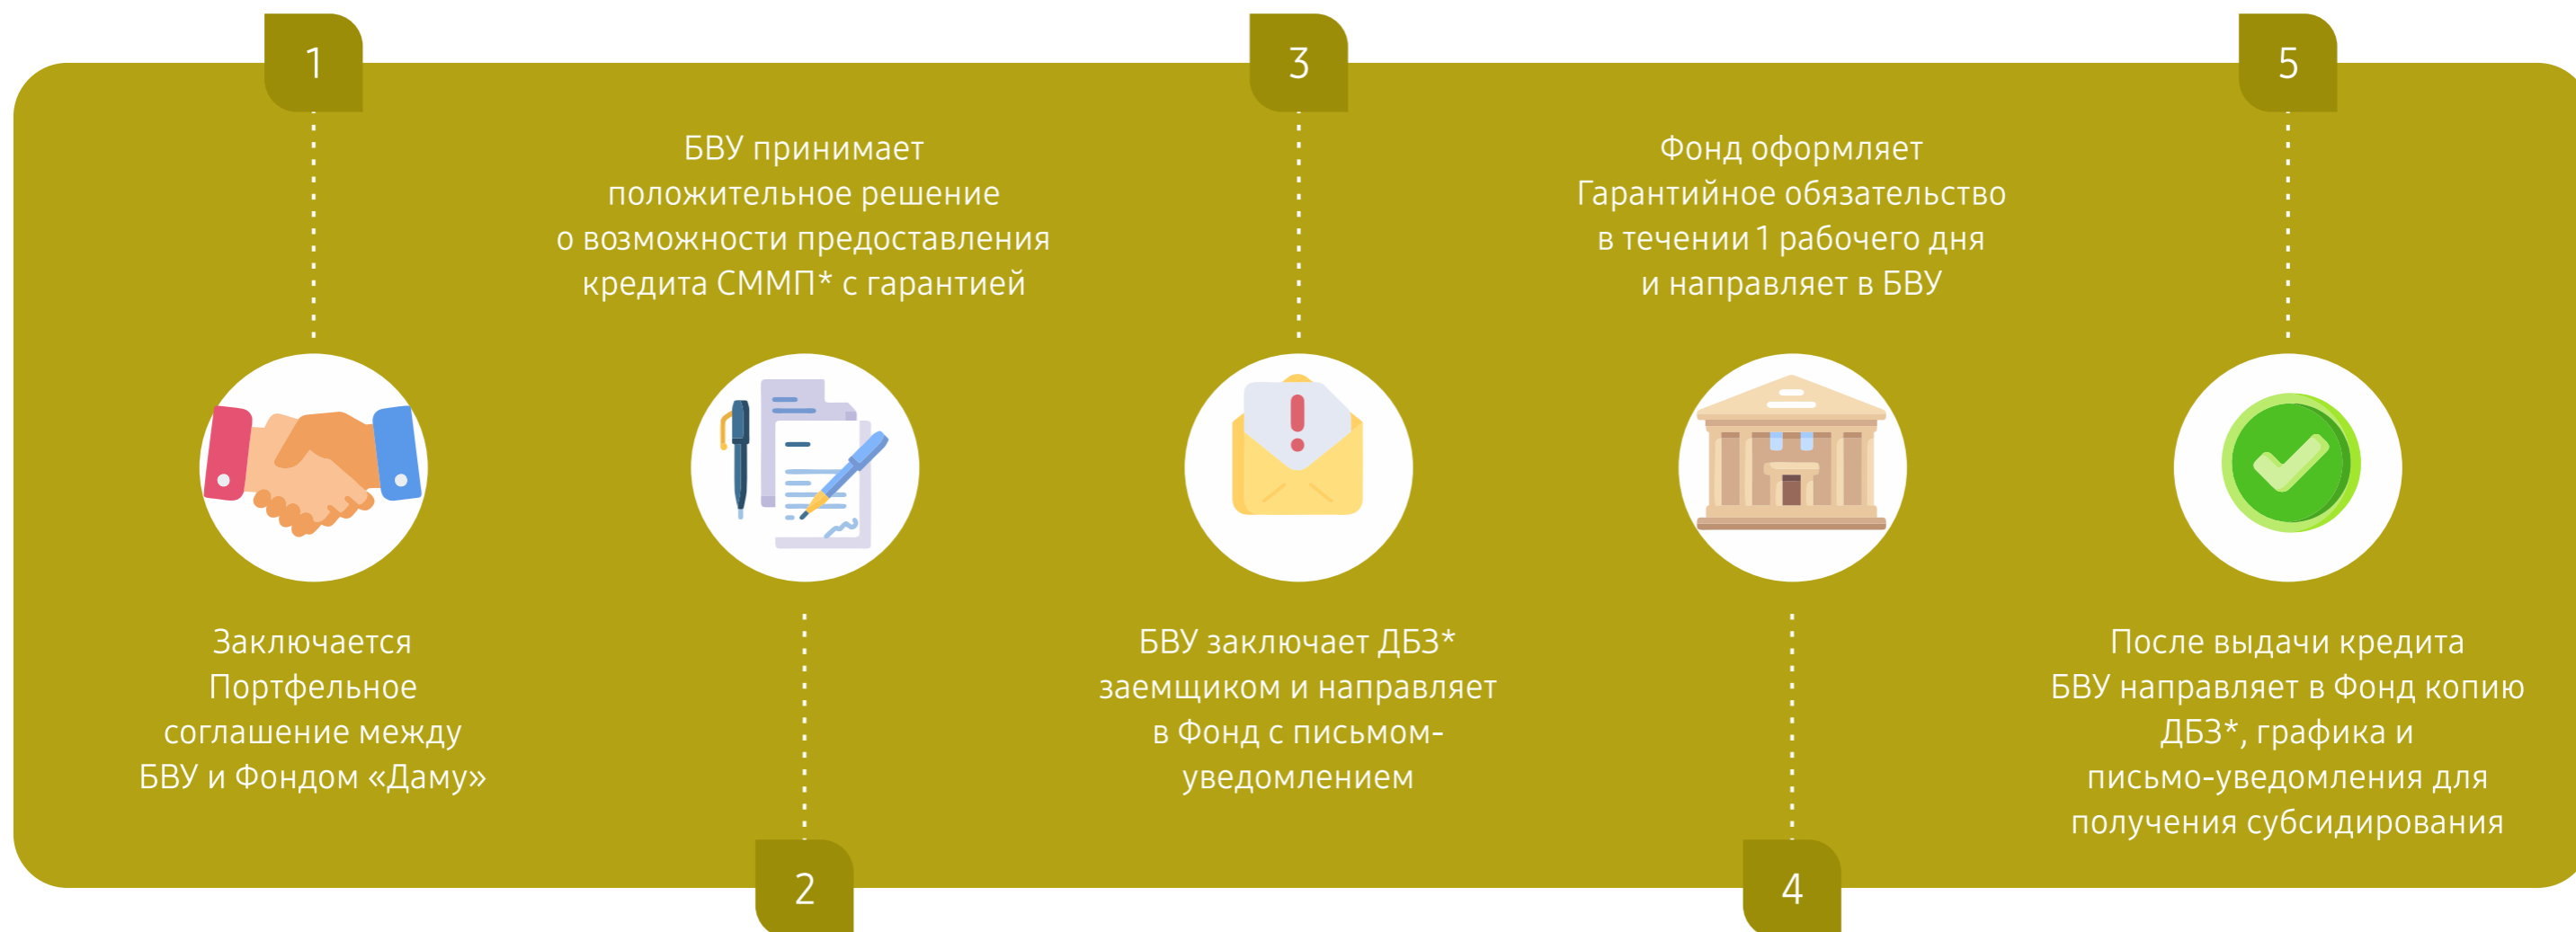 1
Заключается
Портфельное
соглашение между
БВУ и Фондом «Даму»
БВУ принимает
положительное решение
о возможности предоставления
кредита СММП* с гарантией
2
3
БВУ заключает ДБЗ*
заемщиком и направляет
в Фонд с письмом-
уведомлением
Фонд оформляет
Гарантийное обязательство
в течении 1 рабочего дня
и направляет в БВУ
4
5
После выдачи кредита
БВУ направляет в Фонд копию
ДБЗ*, графика и
письмо-уведомления для
получения субсидирования